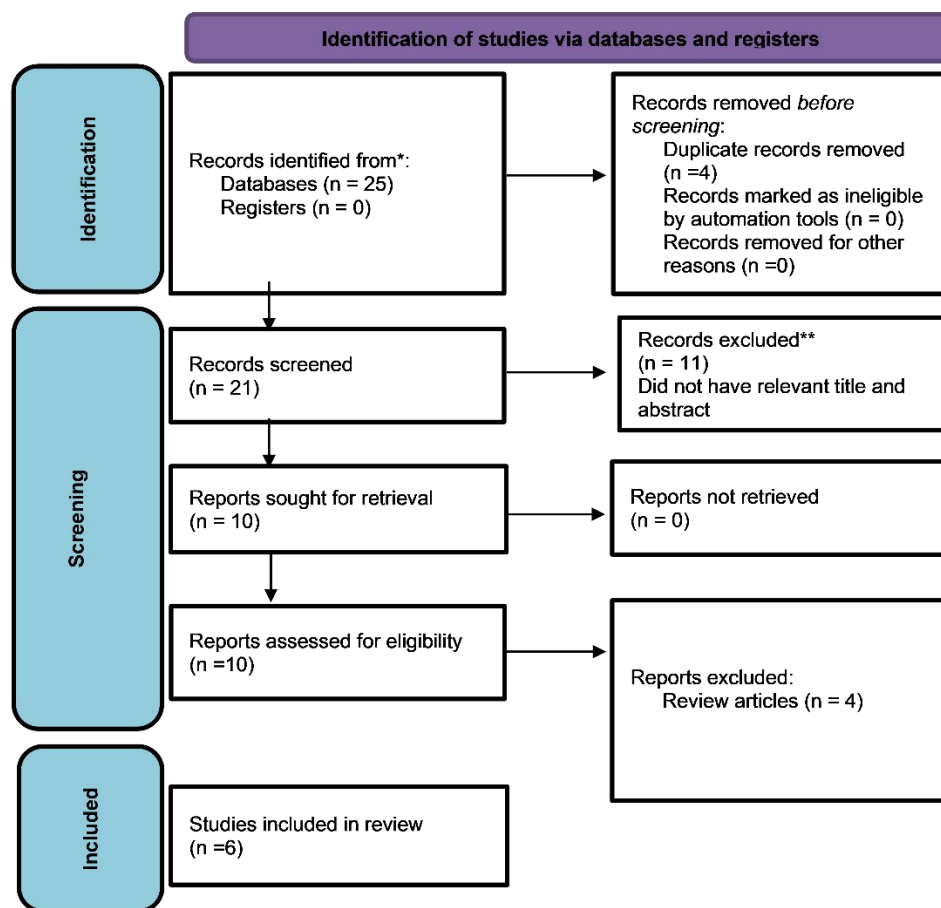 Identification of studies via databases and registers
Identification
Records identified from*:
Databases (n = 25)
Registers (n = 0)
Records removed before
screening:
Duplicate records removed
(n =4)
Records marked as ineligible
by automation tools (n = 0)
Records removed for other
reasons (n =0)
Screening
Records screened
(n = 21)
Records excluded**
(n = 11)
Did not have relevant title and
abstract
Reports sought for retrieval
(n = 10)
Reports not retrieved
(n = 0)
Reports assessed for eligibility
(n =10)
Reports excluded:
Review articles (n = 4)
Included
Studies included in review
(n =6)